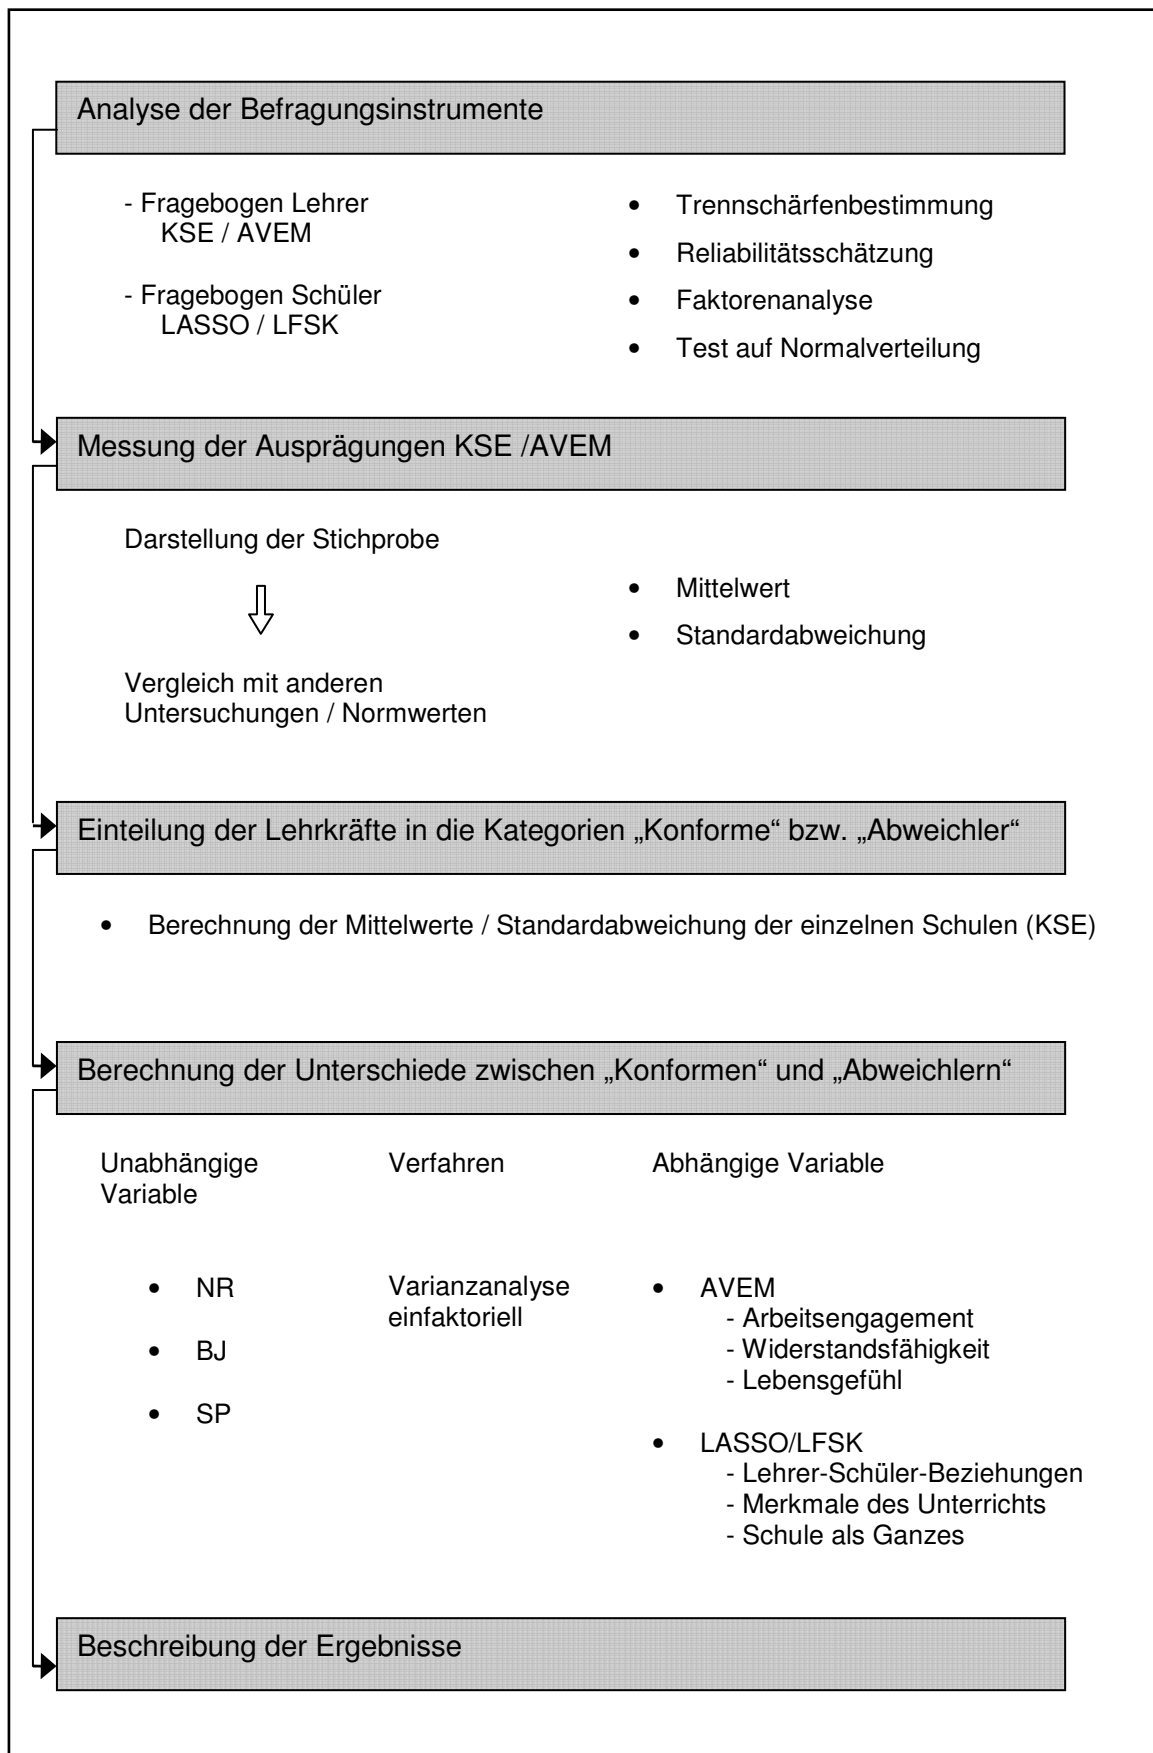 Analyse der Befragungsinstrumente
- Fragebogen Lehrer
KSE / AVEM
- Fragebogen Schüler
LASSO / LFSK
• Trennschärfenbestimmung
• Reliabilitätsschätzung
• Faktorenanalyse
• Test auf Normalverteilung
Messung der Ausprägungen KSE /AVEM
Darstellung der Stichprobe
Vergleich mit anderen
Untersuchungen / Normwerten
• Mittelwert
• Standardabweichung
Einteilung der Lehrkräfte in die Kategorien „Konforme“ bzw. „Abweichler“
• Berechnung der Mittelwerte / Standardabweichung der einzelnen Schulen (KSE)
Berechnung der Unterschiede zwischen „Konformen“ und „Abweichlern“
Unabhängige
Variable
• NR
• BJ
• SP
Verfahren
Varianzanalyse
einfaktoriell
Abhängige Variable
• AVEM
- Arbeitsengagement
- Widerstandsfähigkeit
- Lebensgefühl
• LASSO/LFSK
- Lehrer-Schüler-Beziehungen
- Merkmale des Unterrichts
- Schule als Ganzes
Beschreibung der Ergebnisse